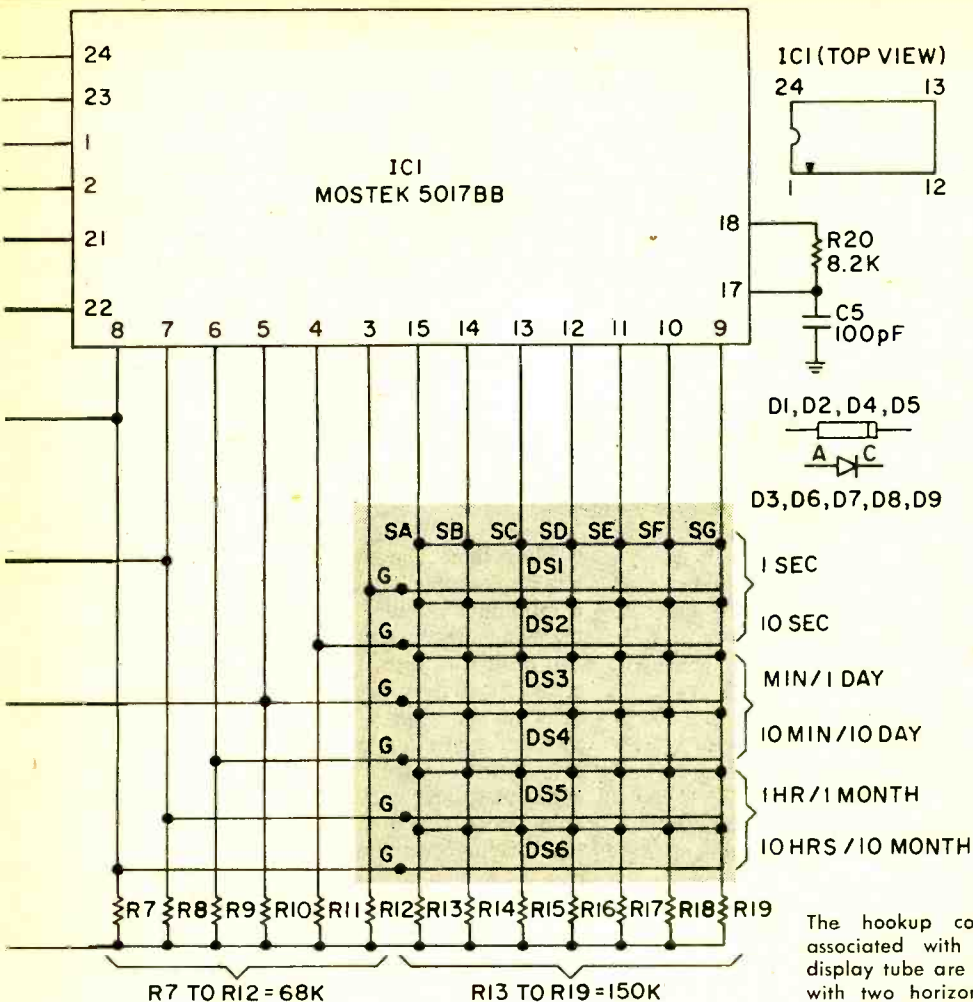 24
23
1
2
21
22
IC1
MOSTEK 5017BB
18
17
8 7 6 5 4 3 15 14 13 12 11 10 9
IC1 (TOP VIEW)
24 13
1 12
R20
8.2K
C5
100pF
D1, D2, D4, D5
A C
D3, D6, D7, D8, D9
SA SB SC SD SE SF SG
DS1
G
1 SEC
DS2
G
10 SEC
DS3
G
MIN/1 DAY
DS4
G
10 MIN/10 DAY
DS5
G
1 HR/1 MONTH
DS6
G
10 HRS/10 MONTH
R7 R8 R9 R10 R11 R12 R13 R14 R15 R16 R17 R18 R19
R7 TO R12=68K
R13 TO R19=150K
The hookup co
associated with
display tube are
with two horizon